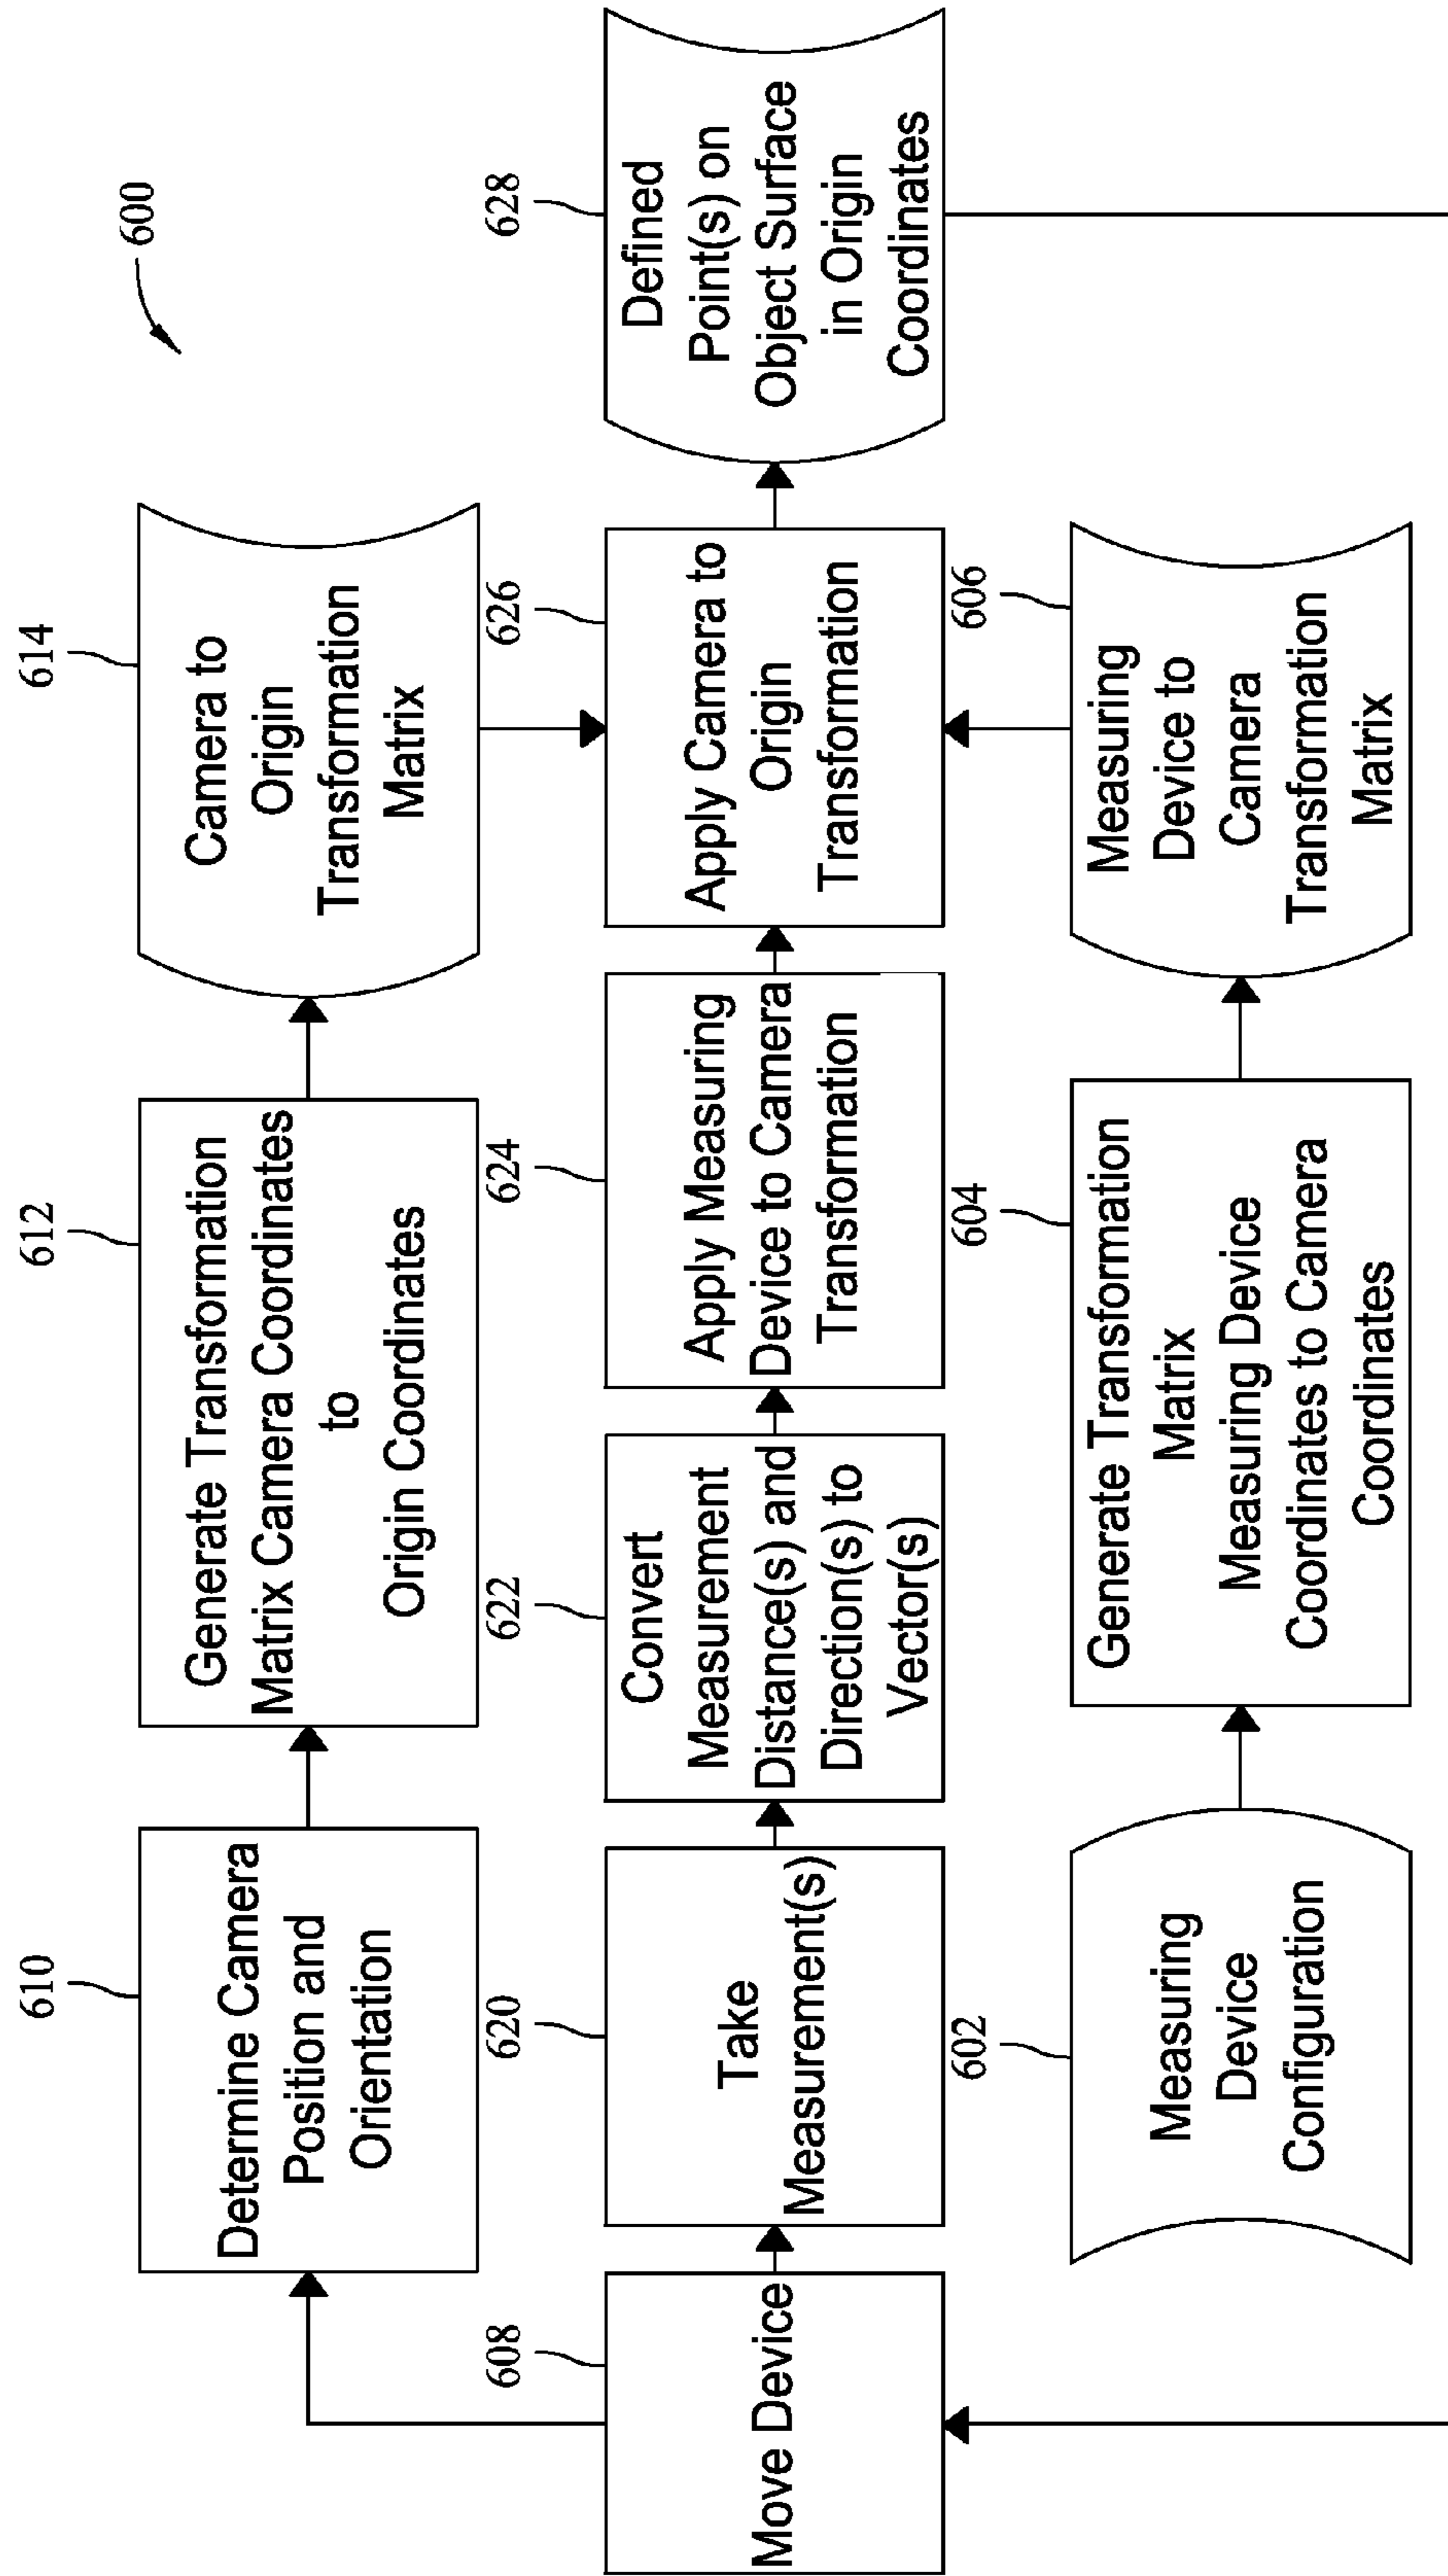 600
610
Determine Camera
Position and
Orientation
612
Generate Transformation
Matrix Camera Coordinates
to
Origin Coordinates
614
Camera to
Origin
Transformation
Matrix
608
Move Device
620
Take
Measurement(s)
622
Convert
Measurement
Distance(s) and
Direction(s) to
Vector(s)
624
Apply Measuring
Device to Camera
Transformation
626
Apply Camera to
Origin
Transformation
628
Defined
Point(s) on
Object Surface
in Origin
Coordinates
602
Measuring
Device
Configuration
604
Generate Transformation
Matrix
Measuring Device
Coordinates to Camera
Coordinates
606
Measuring
Device to
Camera
Transformation
Matrix